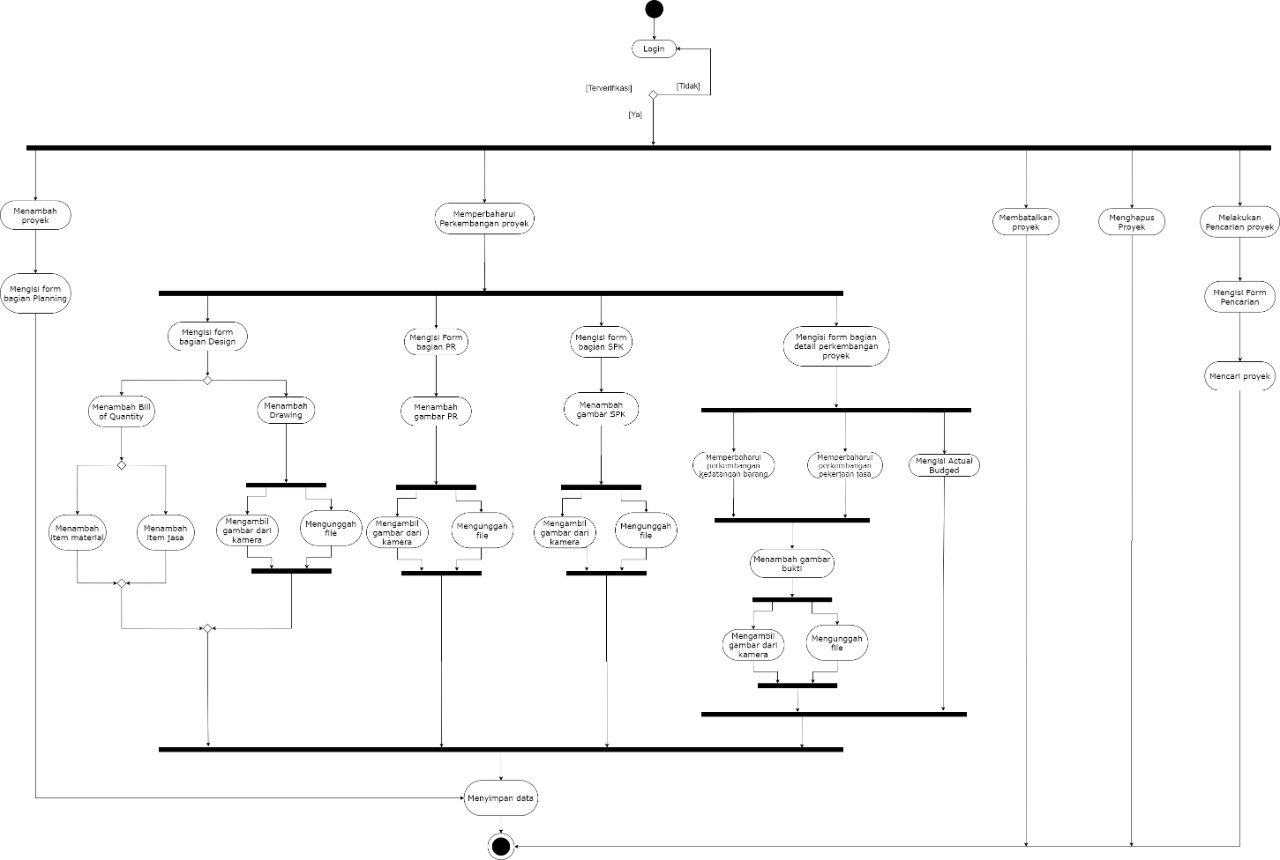 Login
[Terverifikasi]
[Tidak]
[Ya]
Menambah
proyek
Memperbaharui
Perkembangan proyek
Membatalkan
proyek
Menghapus
Proyek
Melakukan
Pencarian proyek
Mengisi form
bagian Planning
Mengisi Form
Pencarian
Mengisi form
bagian Design
Mengisi Form
bagian PR
Mengisi form
bagian SPK
Mengisi form bagian
detail perkembangan
proyek
Mencari proyek
Menambah Bill
of Quantity
Menambah
Drawing
Menambah
gambar PR
Menambah
gambar SPK
Memperbaharui
perkembangan
kedatangan barang
Memperbaharui
perkembangan
pekerjaan jasa
Mengisi Actual
Budged
Menambah
item material
Menambah
item jasa
Mengambil
gambar dari
kamera
Mengunggah
file
Mengambil
gambar dari
kamera
Mengunggah
file
Mengambil
gambar dari
kamera
Mengunggah
file
Menambah gambar
bukti
Mengambil
gambar dari
kamera
Mengunggah
file
Menyimpan data